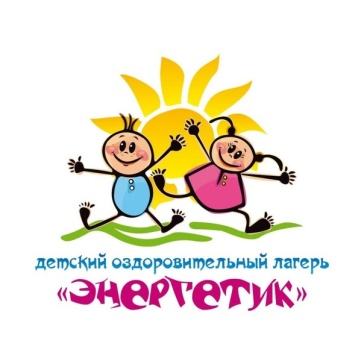 детский оздоровительный лагерь
«ЭНЕРГЕТИК»